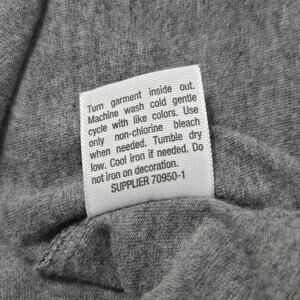 Turn garment inside out.
Machine wash cold gentle
cycle with like colors. Use
only non-chlorine bleach
when needed. Tumble dry
low. Cool iron if needed. Do
not iron on decoration.
SUPPLIER 70950-1